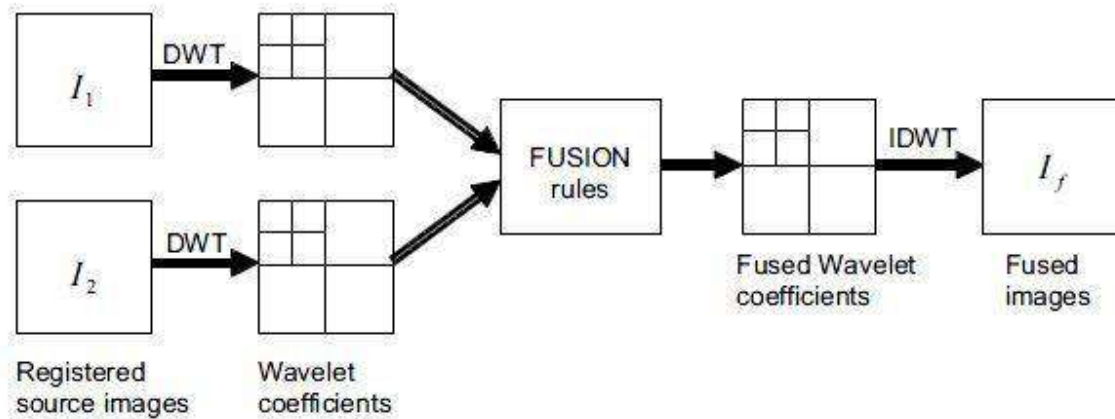 DWT
I1
FUSION
rules
IDWT
If
DWT
I2
Fused Wavelet
coefficients
Fused
images
Registered
source images
Wavelet
coefficients